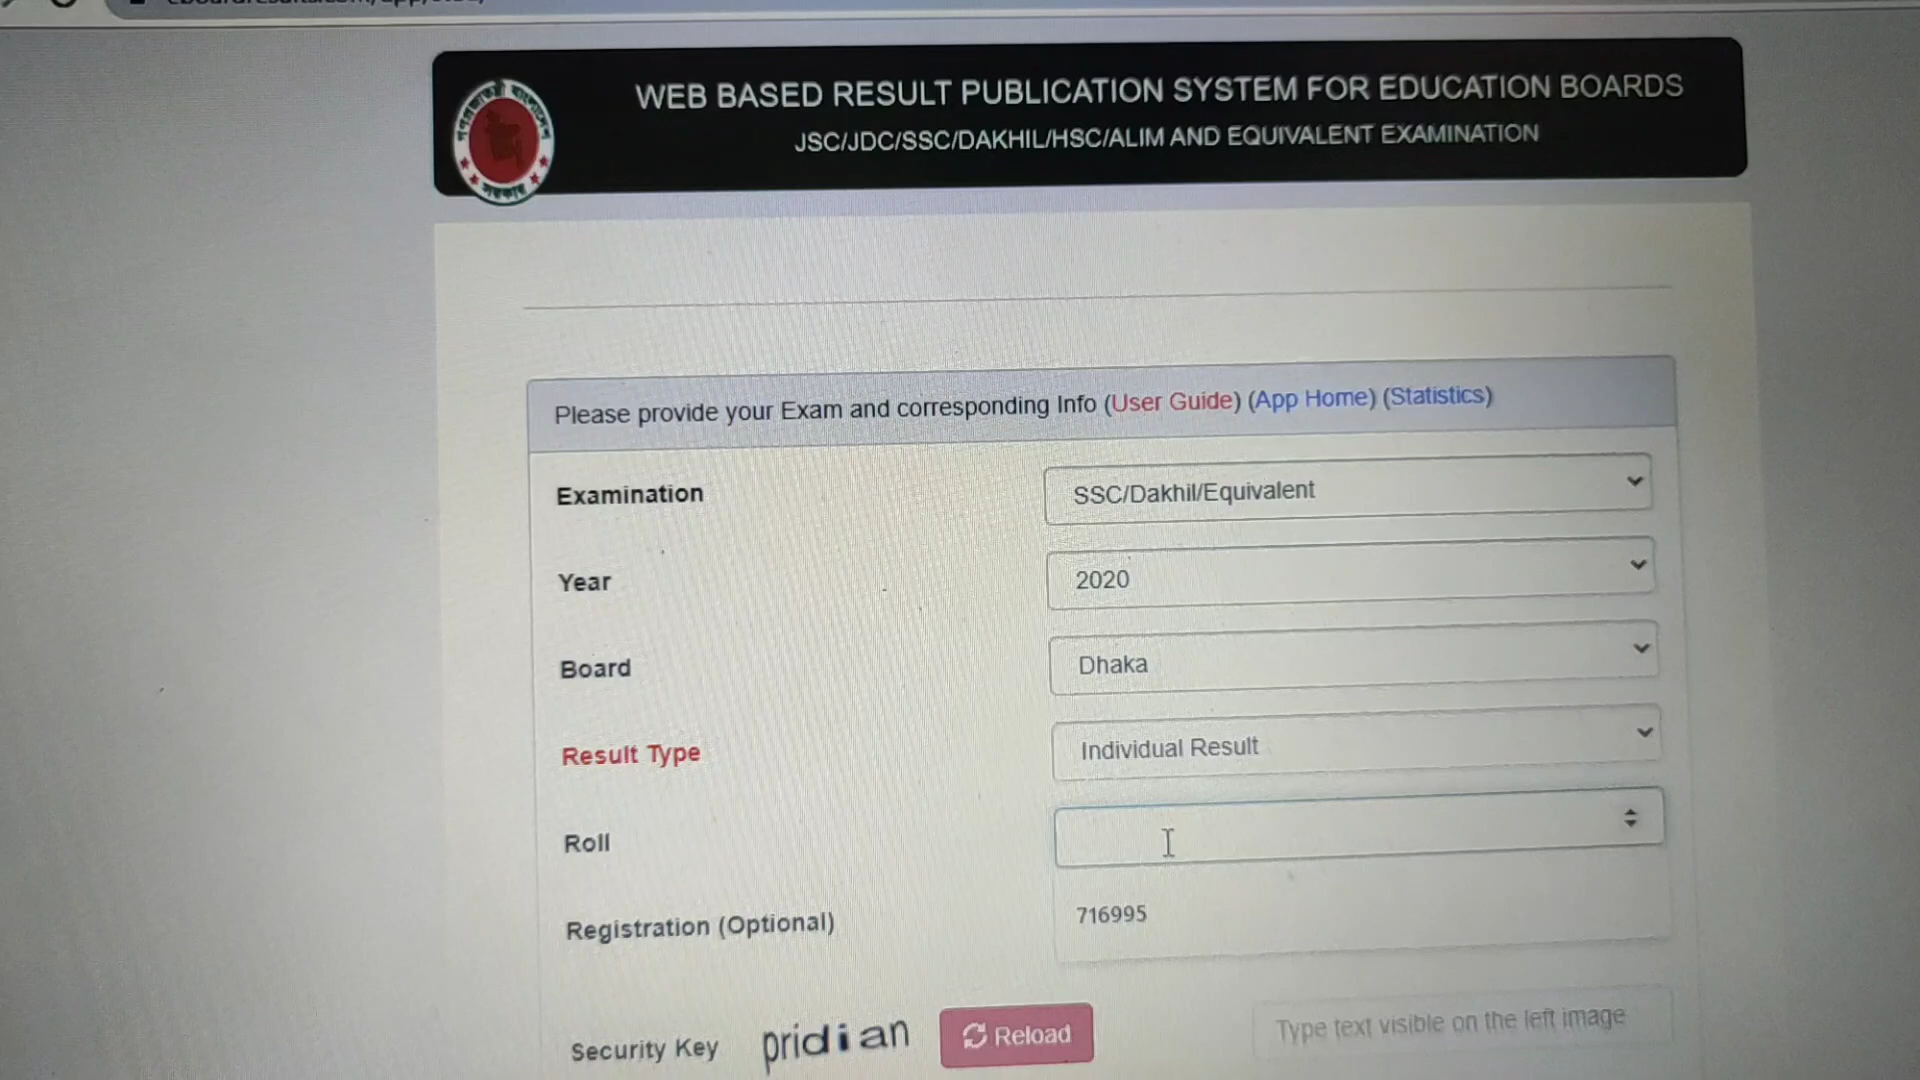 WEB BASED RESULT PUBLICATION SYSTEM FOR EDUCATION BOARDS
JSC/JDC/SSC/DAKHIL/HSC/ALIM AND EQUIVALENT EXAMINATION
Please provide your Exam and corresponding Info (User Guide) (App Home) (Statistics)
Examination
SSC/Dakhil/Equivalent
Year
2020
Board
Dhaka
Result Type
Individual Result
Roll
Registration (Optional)
716995
Security Key
pridian
Reload
Type text visible on the left image